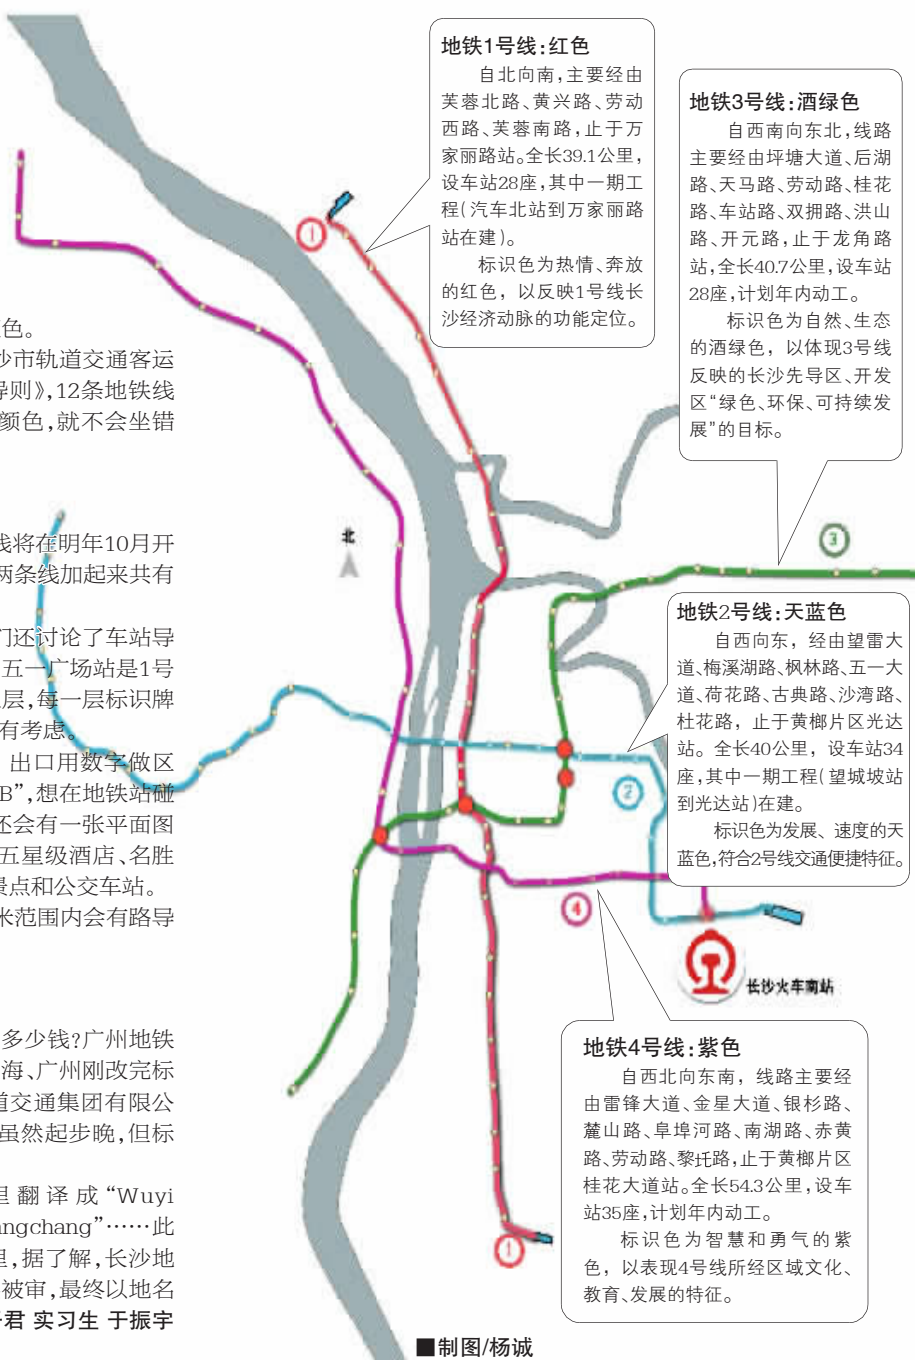 色。
沙市轨道交通客运
导则》,12条地铁线
颜色,就不会坐错
线将在明年10月开
两条线加起来共有
们还讨论了车站导
五一广场站是1号
层,每一层标识牌
有考虑。
出口用数字做区
B”,想在地铁站碰
还会有一张平面图
五星级酒店、名胜
景点和公交车站。
米范围内会有路导
多少钱?广州地铁
海、广州刚改完标
道交通集团有限公
虽然起步晚,但标
里翻译成“Wuyi
angchang”……此
里,据了解,长沙地
被审,最终以地名
君 实习生 于振宇
地铁1号线:红色
自北向南,主要经由
芙蓉北路、黄兴路、劳动
西路、芙蓉南路,止于万
家丽路站。全长39.1公里,
设车站28座,其中一期工
程(汽车北站到万家丽路
站在建)。
标识色为热情、奔放
的红色,以反映1号线长
沙经济动脉的功能定位。
地铁3号线:酒绿色
自西南向东北,线路
主要经由坪塘大道、后湖
路、天马路、劳动路、桂花
路、车站路、双拥路、洪山
路、开元路,止于龙角路
站,全长40.7公里,设车站
28座,计划年内动工。
标识色为自然、生态
的酒绿色,以体现3号线
反映的长沙先导区、开发
区“绿色、环保、可持续发
展”的目标。
1
北
3
地铁2号线:天蓝色
自西向东,经由望雷大
道、梅溪湖路、枫林路、五一大
道、荷花路、古典路、沙湾路、
杜花路,止于黄榔片区光达
站。全长40公里,设车站34
座,其中一期工程(望城坡站
到光达站)在建。
标识色为发展、速度的天
蓝色,符合2号线交通便捷特征。
2
4
长沙火车南站
地铁4号线:紫色
自西北向东南,线路主要经
由雷锋大道、金星大道、银杉路、
麓山路、阜埠河路、南湖路、赤黄
路、劳动路、黎圫路,止于黄榔片区
桂花大道站。全长54.3公里,设车
站35座,计划年内动工。
标识色为智慧和勇气的紫
色,以表现4号线所经区域文化、
教育、发展的特征。
1
■制图/杨诚